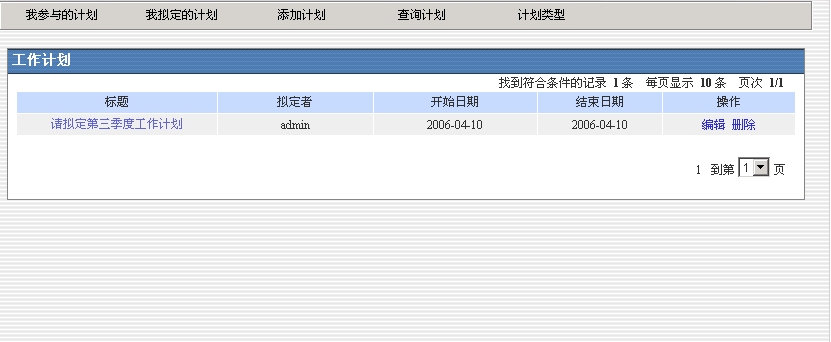 我参与的计划 我拟定的计划 添加计划 查询计划 计划类型
工作计划
找到符合条件的记录 1 条 每页显示 10 条 页次 1/1
标题 拟定者 开始日期 结束日期 操作
请拟定第三季度工作计划 admin 2006-04-10 2006-04-10 编辑 删除
1 到第 1 页